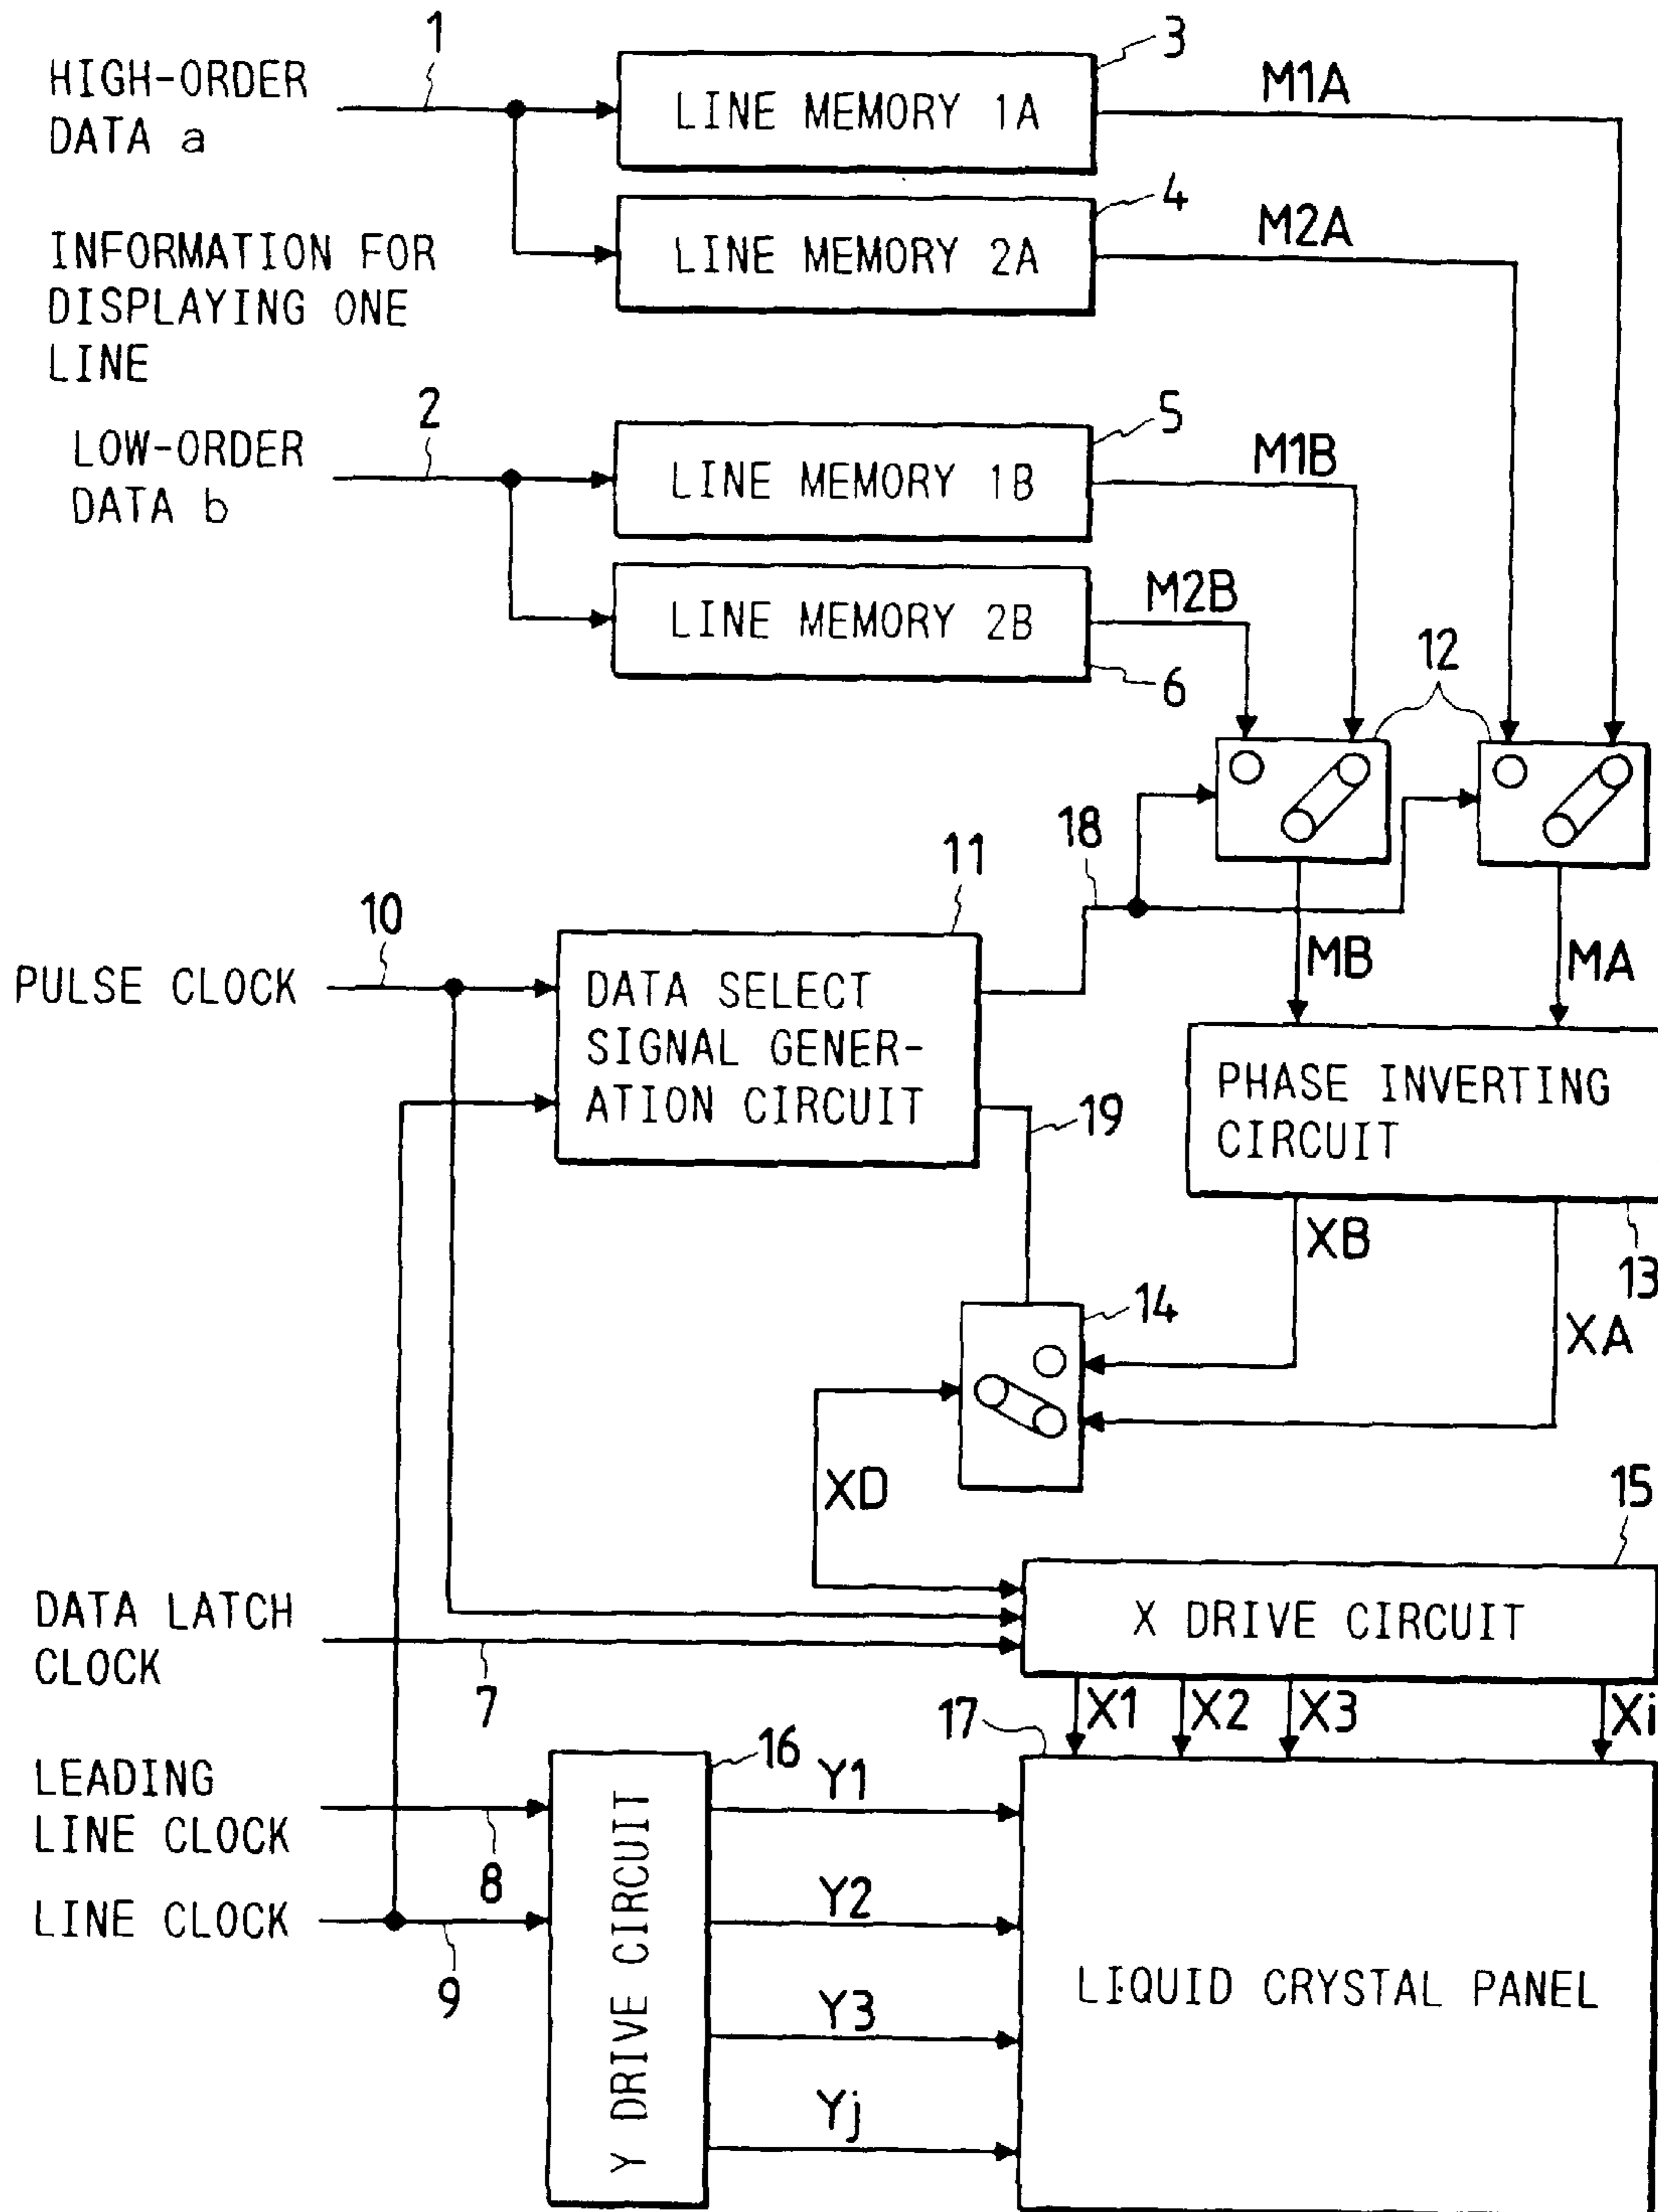 1
HIGH-ORDER
DATA a
3
LINE MEMORY 1A
M1A
4
LINE MEMORY 2A
M2A
INFORMATION FOR
DISPLAYING ONE
LINE
2
LOW-ORDER
DATA b
5
LINE MEMORY 1B
M1B
LINE MEMORY 2B
M2B
6
12
18
11
10
PULSE CLOCK
DATA SELECT
SIGNAL GENER-
ATION CIRCUIT
MB
MA
19
PHASE INVERTING
CIRCUIT
XB
13
14
XA
XD
15
X DRIVE CIRCUIT
DATA LATCH
CLOCK
7
17
X1
X2
X3
Xi
16
LEADING
LINE CLOCK
8
LINE CLOCK
9
Y DRIVE CIRCUIT
Y1
Y2
Y3
Yj
LIQUID CRYSTAL PANEL